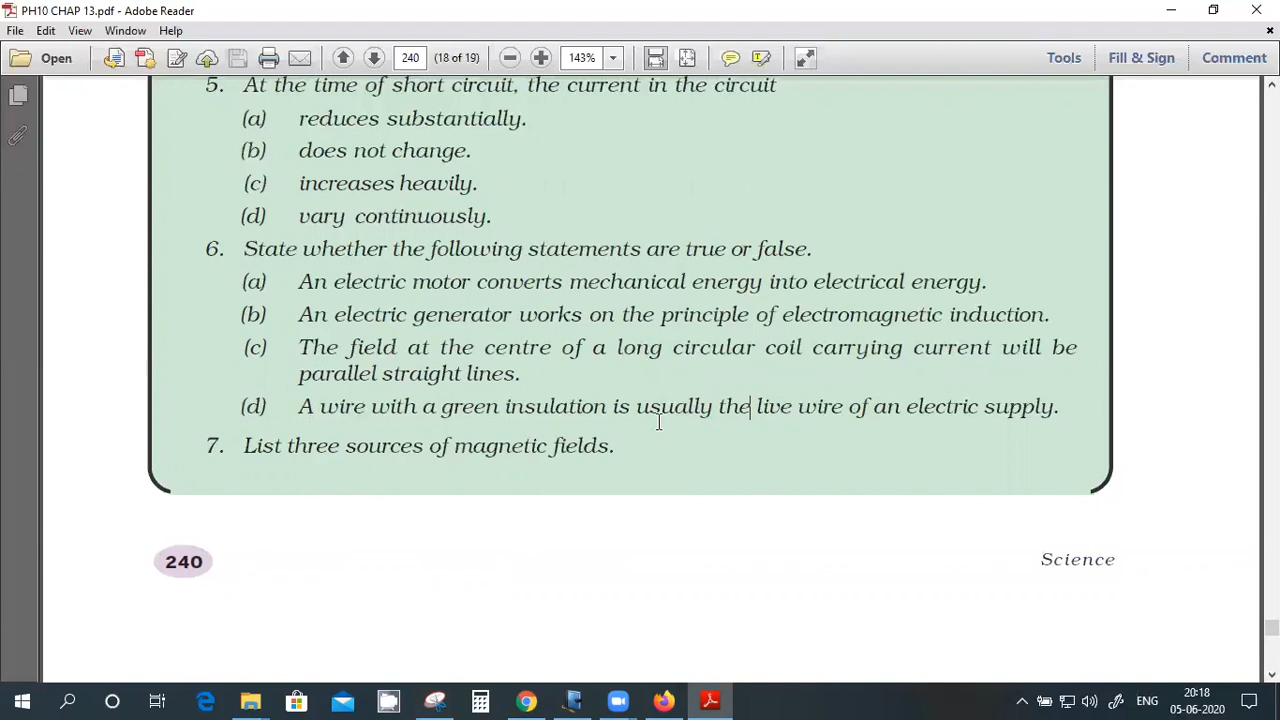 PH10 CHAP 13.pdf - Adobe Reader
File Edit View Window Help
Open 240 (18 of 19) 143% Tools Fill & Sign Comment
5. At the time of short circuit, the current in the circuit
(a) reduces substantially.
(b) does not change.
(c) increases heavily.
(d) vary continuously.
6. State whether the following statements are true or false.
(a) An electric motor converts mechanical energy into electrical energy.
(b) An electric generator works on the principle of electromagnetic induction.
(c) The field at the centre of a long circular coil carrying current will be
parallel straight lines.
(d) A wire with a green insulation is usually the live wire of an electric supply.
7. List three sources of magnetic fields.
240 Science
ENG 20:18
05-06-2020